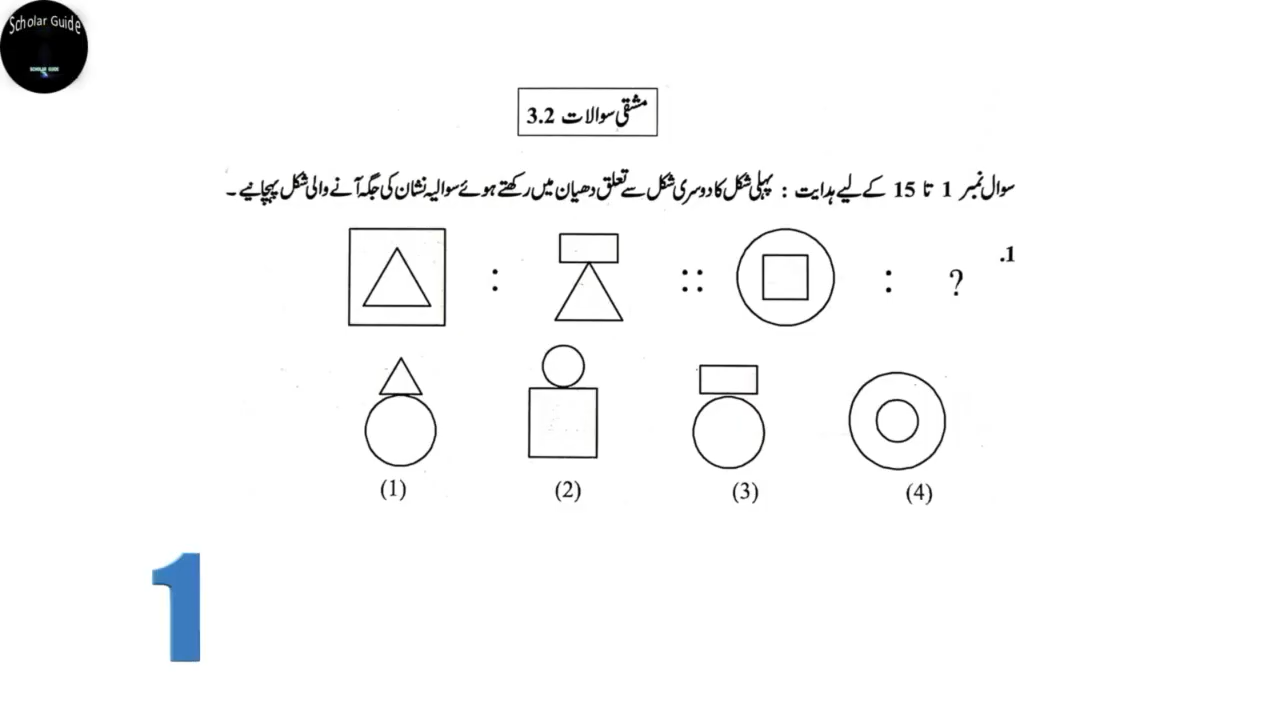 Scholar Guide
SCHOLAR GUIDE
مشقی سوالات 3.2
سوال نمبر 1 تا 15 کے لیے ہدایت : پہلی شکل کا دوسری شکل سے تعلق دھیان میں رکھتے ہوئے سوالیہ نشان کی جگہ آنے والی شکل پہچانیے ۔
.1
: :: : ?
(1) (2) (3) (4)
1